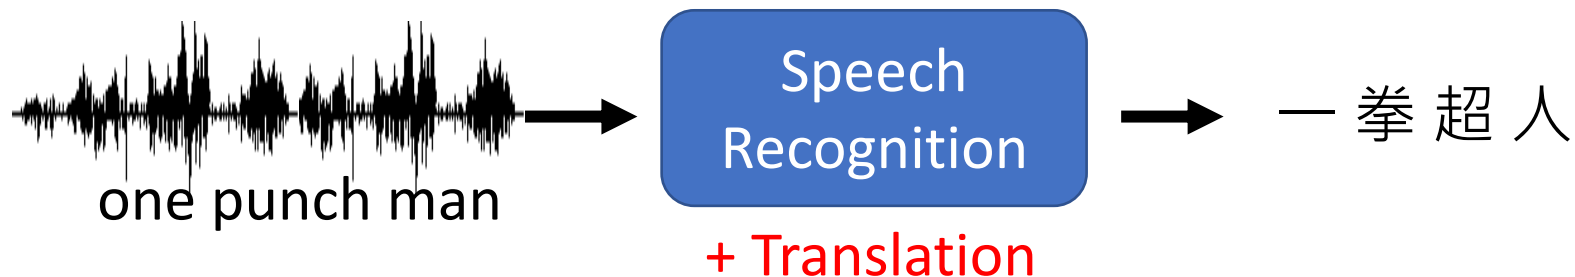 one punch man
Speech
Recognition
+ Translation
一 拳 超 人